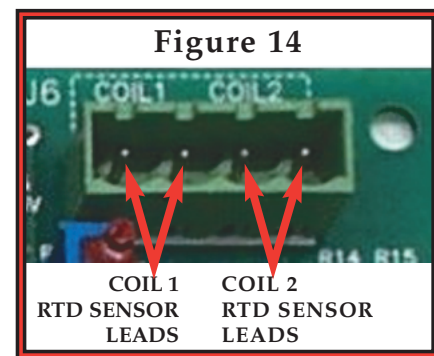 Figure 14
J6 COIL1 COIL2
R14 R15
COIL 1
RTD SENSOR
LEADS
COIL 2
RTD SENSOR
LEADS